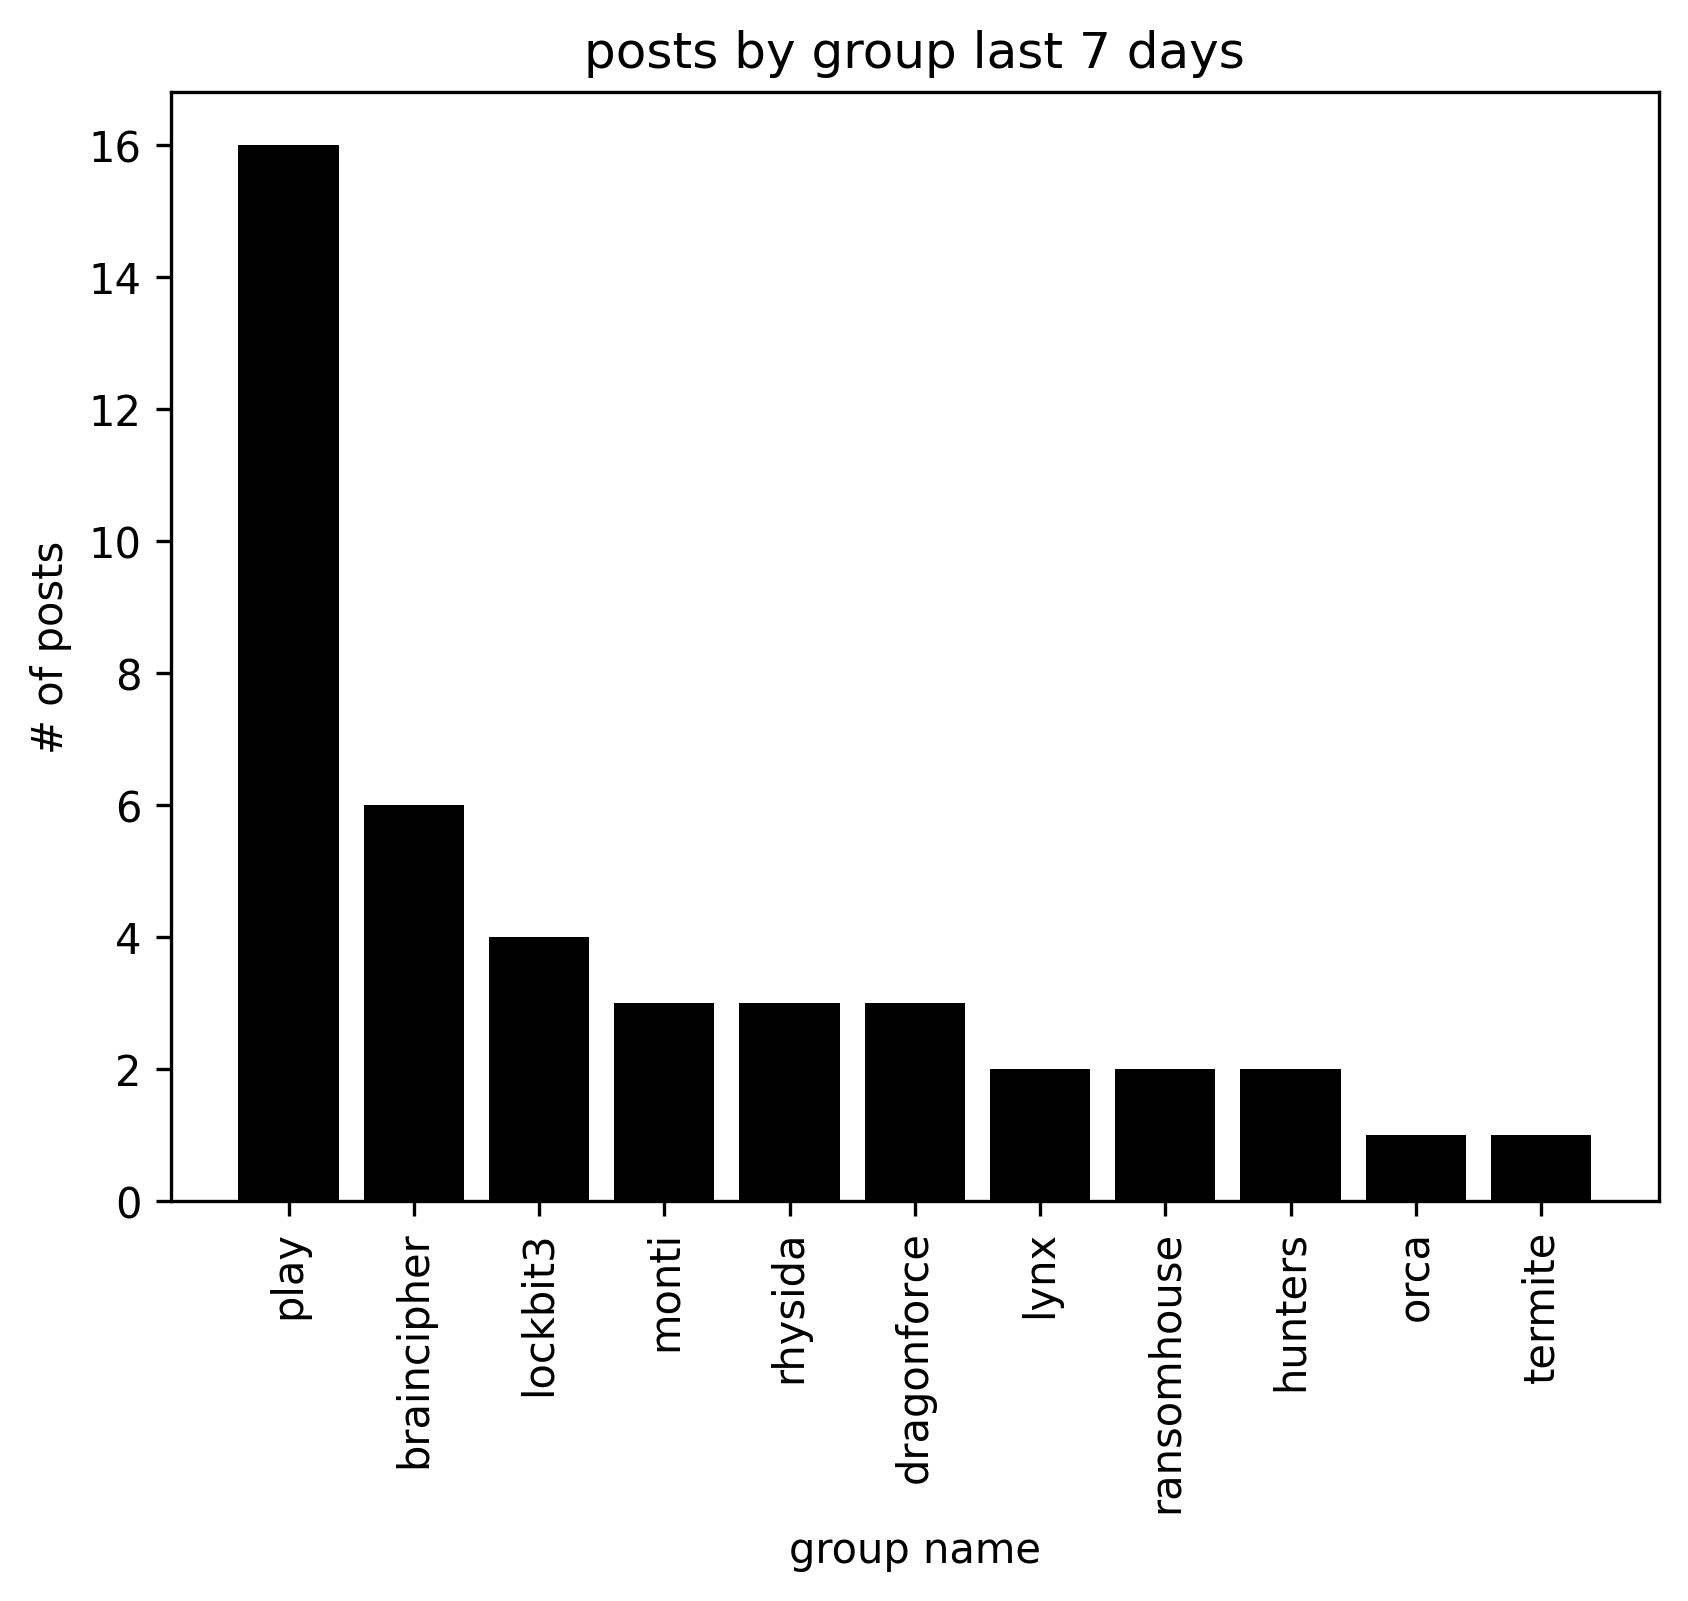 posts by group last 7 days
16
14
12
10
8
6
4
2
0
# of posts
play
braincipher
lockbit3
monti
rhysida
dragonforce
lynx
ransomhouse
hunters
orca
termite
group name